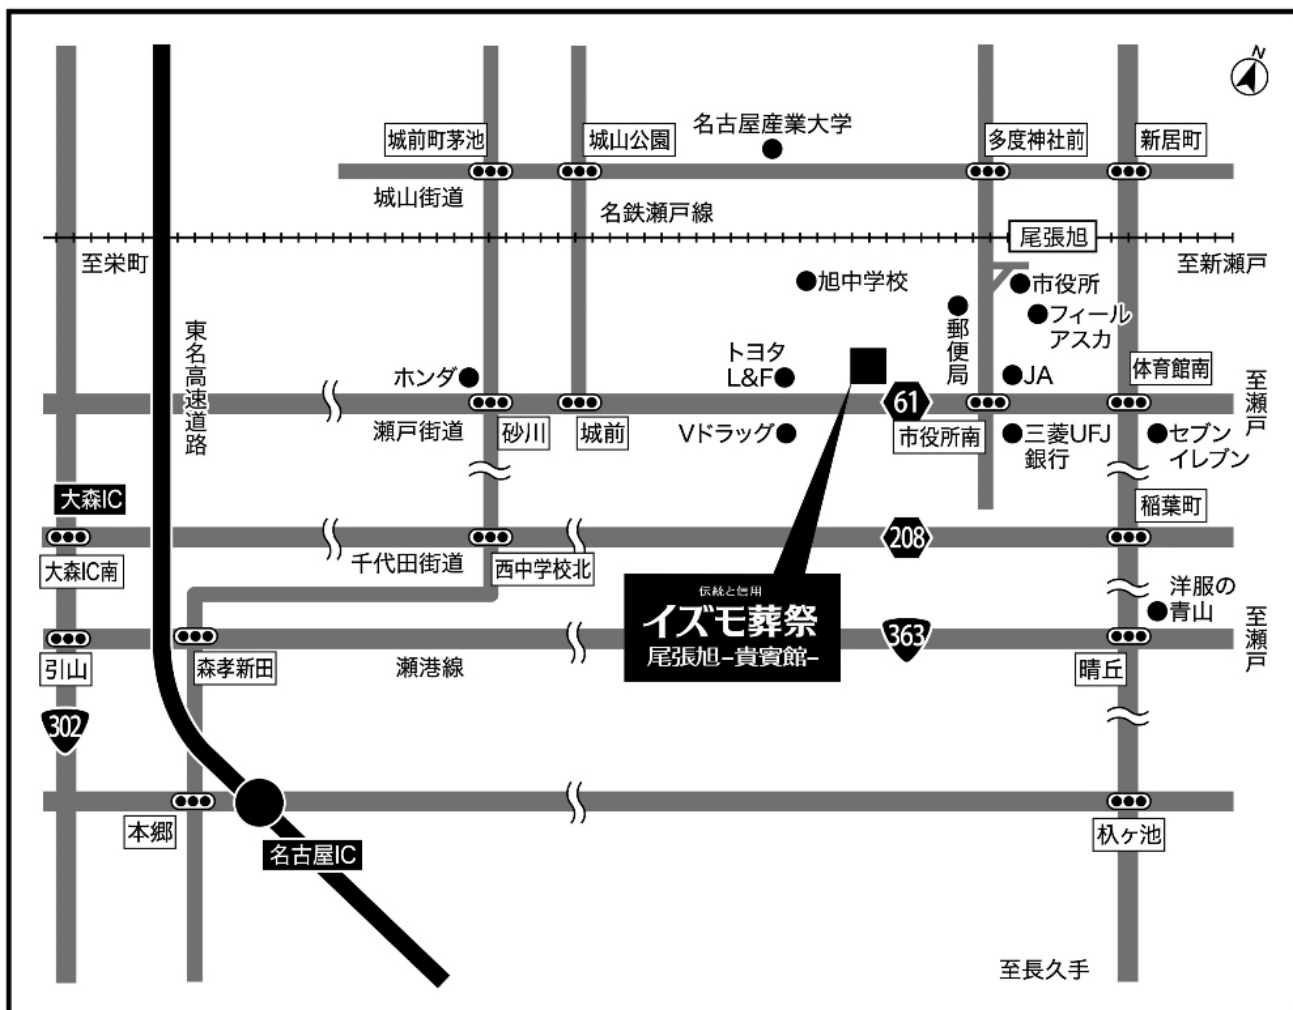 N
名古屋産業大学
城前町茅池
城山公園
多度神社前
新居町
城山街道
名鉄瀬戸線
尾張旭
至栄町
至新瀬戸
旭中学校
市役所
フィール
アスカ
郵便局
東名高速道路
トヨタ
L&F
ホンダ
JA
体育館南
至瀬戸
61
瀬戸街道
砂川
城前
Vドラッグ
市役所南
三菱UFJ
銀行
セブン
イレブン
大森IC
稲葉町
208
大森IC南
千代田街道
西中学校北
伝統と信用
イズモ葬祭
尾張旭-貴賓館-
洋服の
青山
至瀬戸
363
引山
森孝新田
瀬港線
晴丘
302
本郷
名古屋IC
杁ヶ池
至長久手